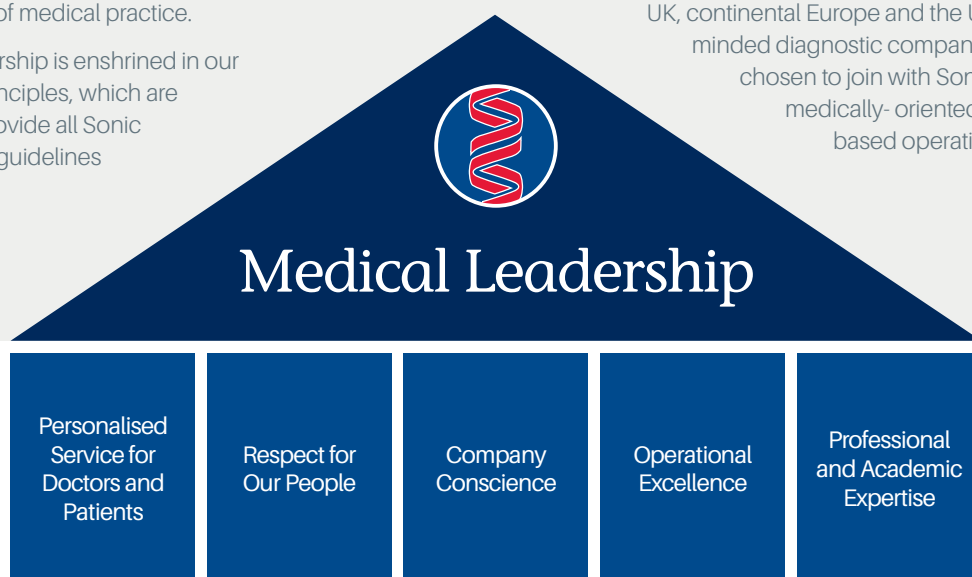 of medical practice.
rship is enshrined in our
nciples, which are
ovide all Sonic
guidelines
UK, continental Europe and the
minded diagnostic compan
chosen to join with Son
medically- oriented
based operati
Medical Leadership
Personalised
Service for
Doctors and
Patients
Respect for
Our People
Company
Conscience
Operational
Excellence
Professional
and Academic
Expertise